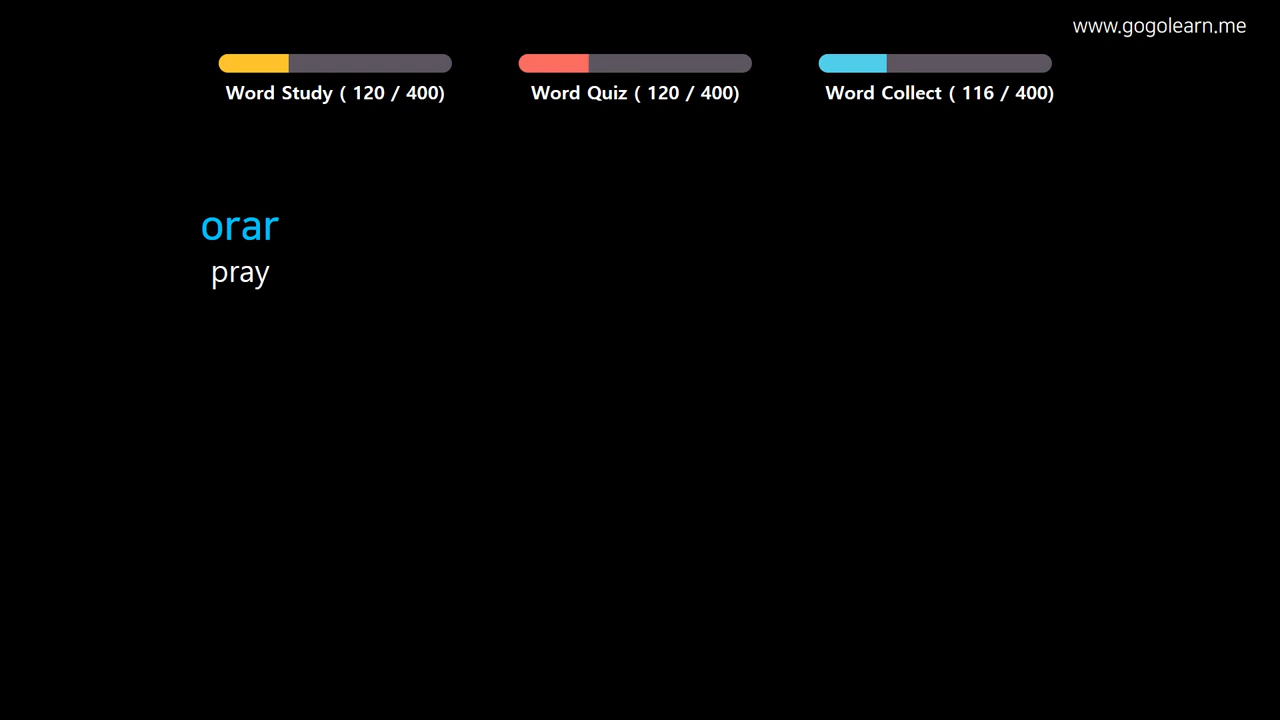 www.gogolearn.me
Word Study ( 120 / 400)
Word Quiz ( 120 / 400)
Word Collect ( 116 / 400)
orar
pray